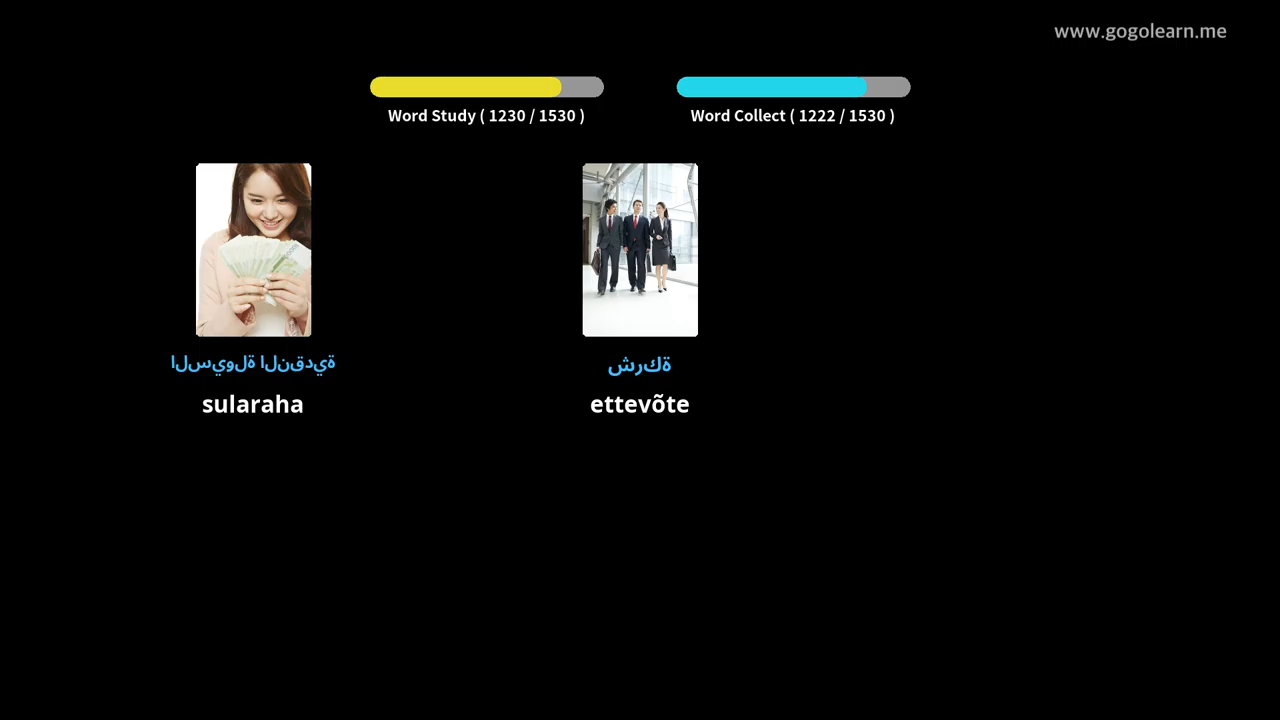 www.gogolearn.me
Word Study ( 1230 / 1530 )
Word Collect ( 1222 / 1530 )
السيولة النقدية
sularaha
شركة
ettevõte